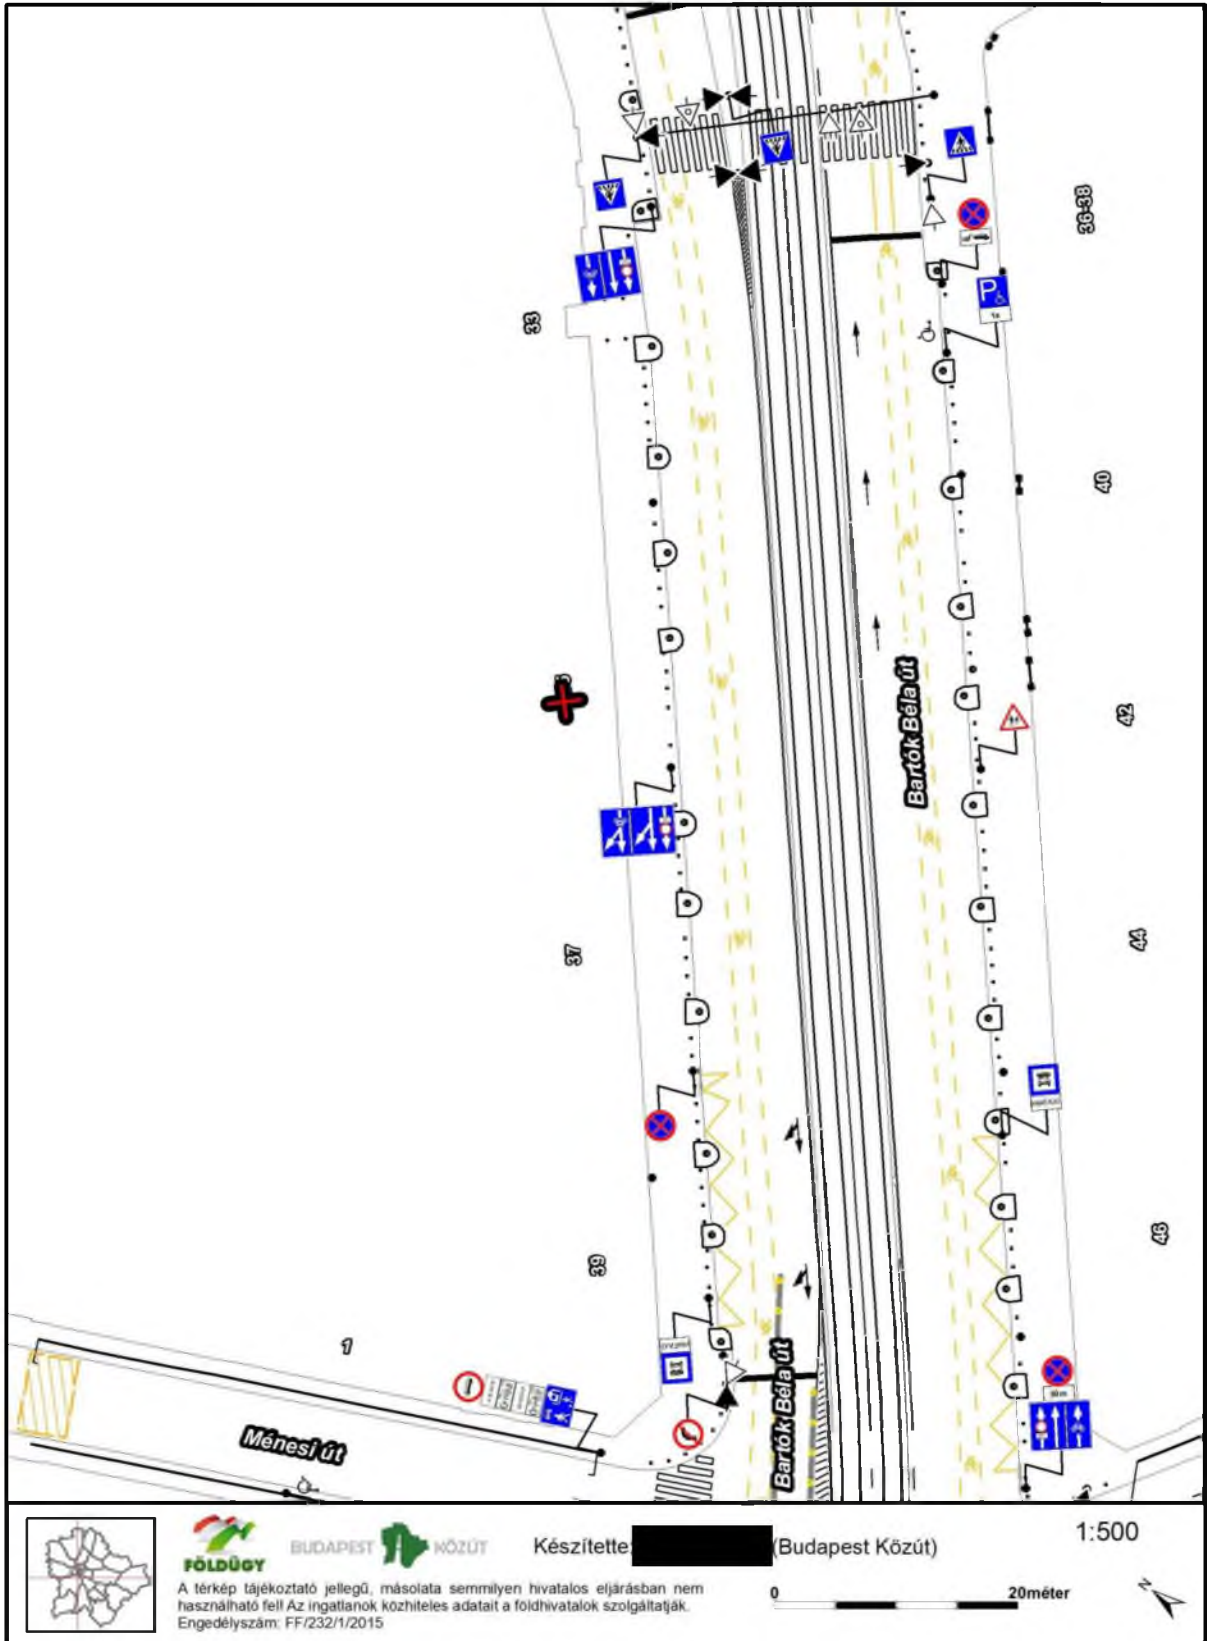 36-38
33
P
40
42
Bartók Béla út
37
44
46
39
1
Ménesi út
Bartók Béla út
FÖLDÜGY
BUDAPEST KÖZÚT
Készítette: (Budapest Közút)
1:500
A térkép tájékoztató jellegű, másolata semmilyen hivatalos eljárásban nem
használható fel! Az ingatlanok közhiteles adatait a földhivatalok szolgáltatják.
Engedélyszám: FF/232/1/2015
0 20méter
N